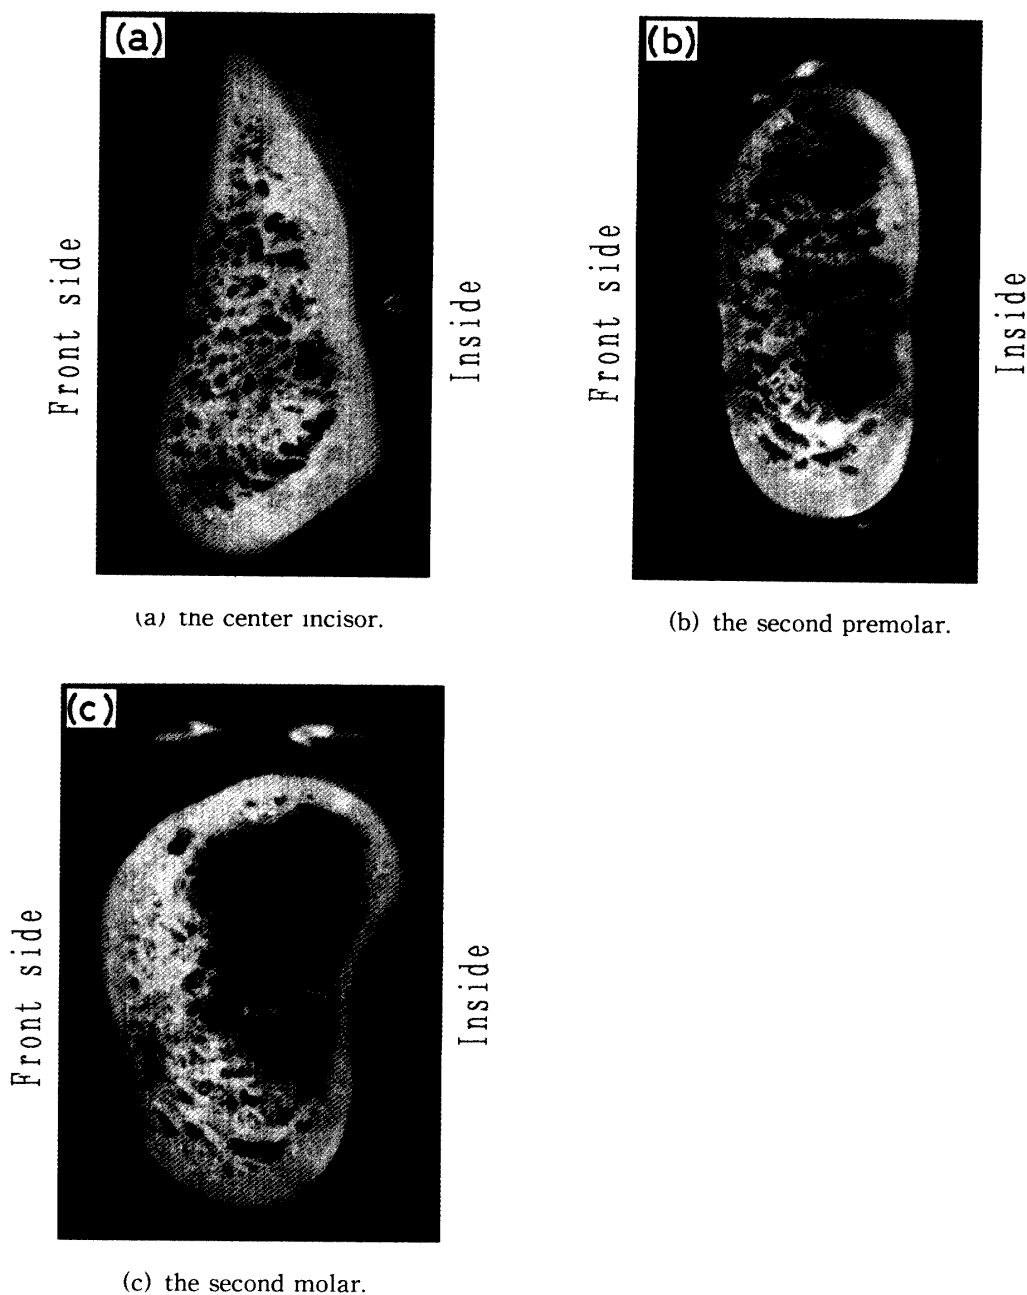 (a)
(b)
Front side
Inside
Front side
Inside
(a) the center incisor.
(b) the second premolar.
(c)
Front side
Inside
(c) the second molar.